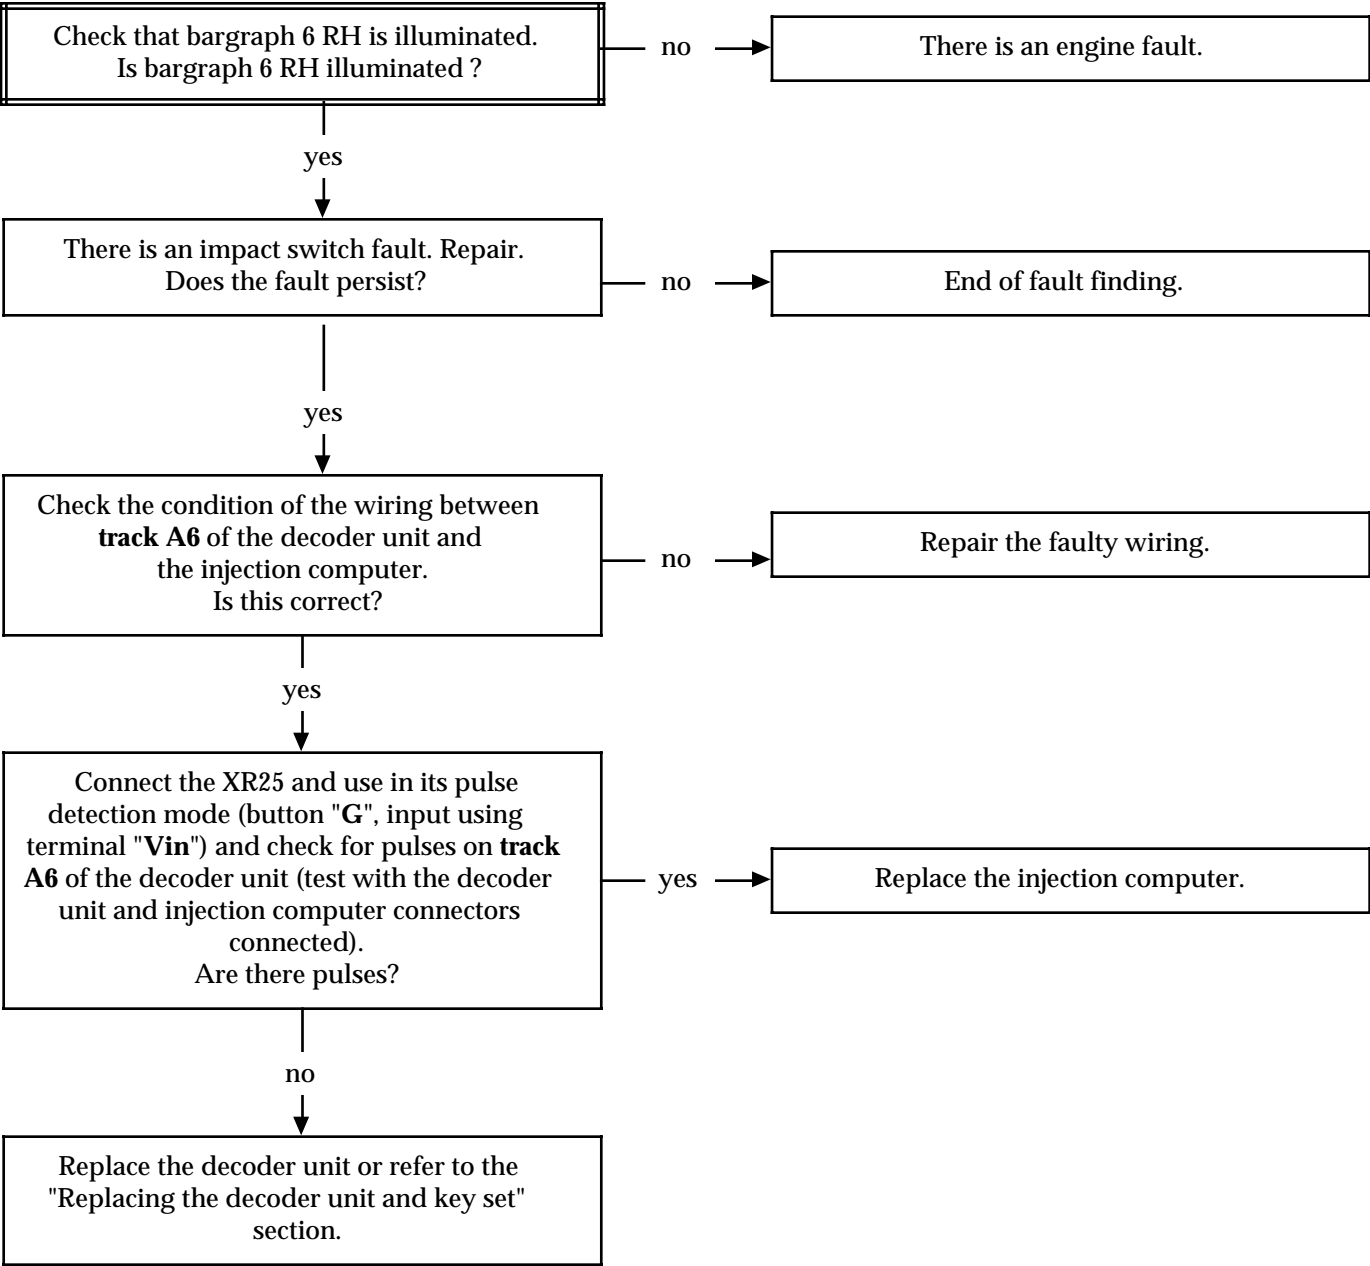 Check that bargraph 6 RH is illuminated.
Is bargraph 6 RH illuminated ?
no
There is an engine fault.
yes
There is an impact switch fault. Repair.
Does the fault persist?
no
End of fault finding.
yes
Check the condition of the wiring between
track A6 of the decoder unit and
the injection computer.
Is this correct?
no
Repair the faulty wiring.
yes
Connect the XR25 and use in its pulse
detection mode (button "G", input using
terminal "Vin") and check for pulses on track
A6 of the decoder unit (test with the decoder
unit and injection computer connectors
connected).
Are there pulses?
yes
Replace the injection computer.
no
Replace the decoder unit or refer to the
"Replacing the decoder unit and key set"
section.